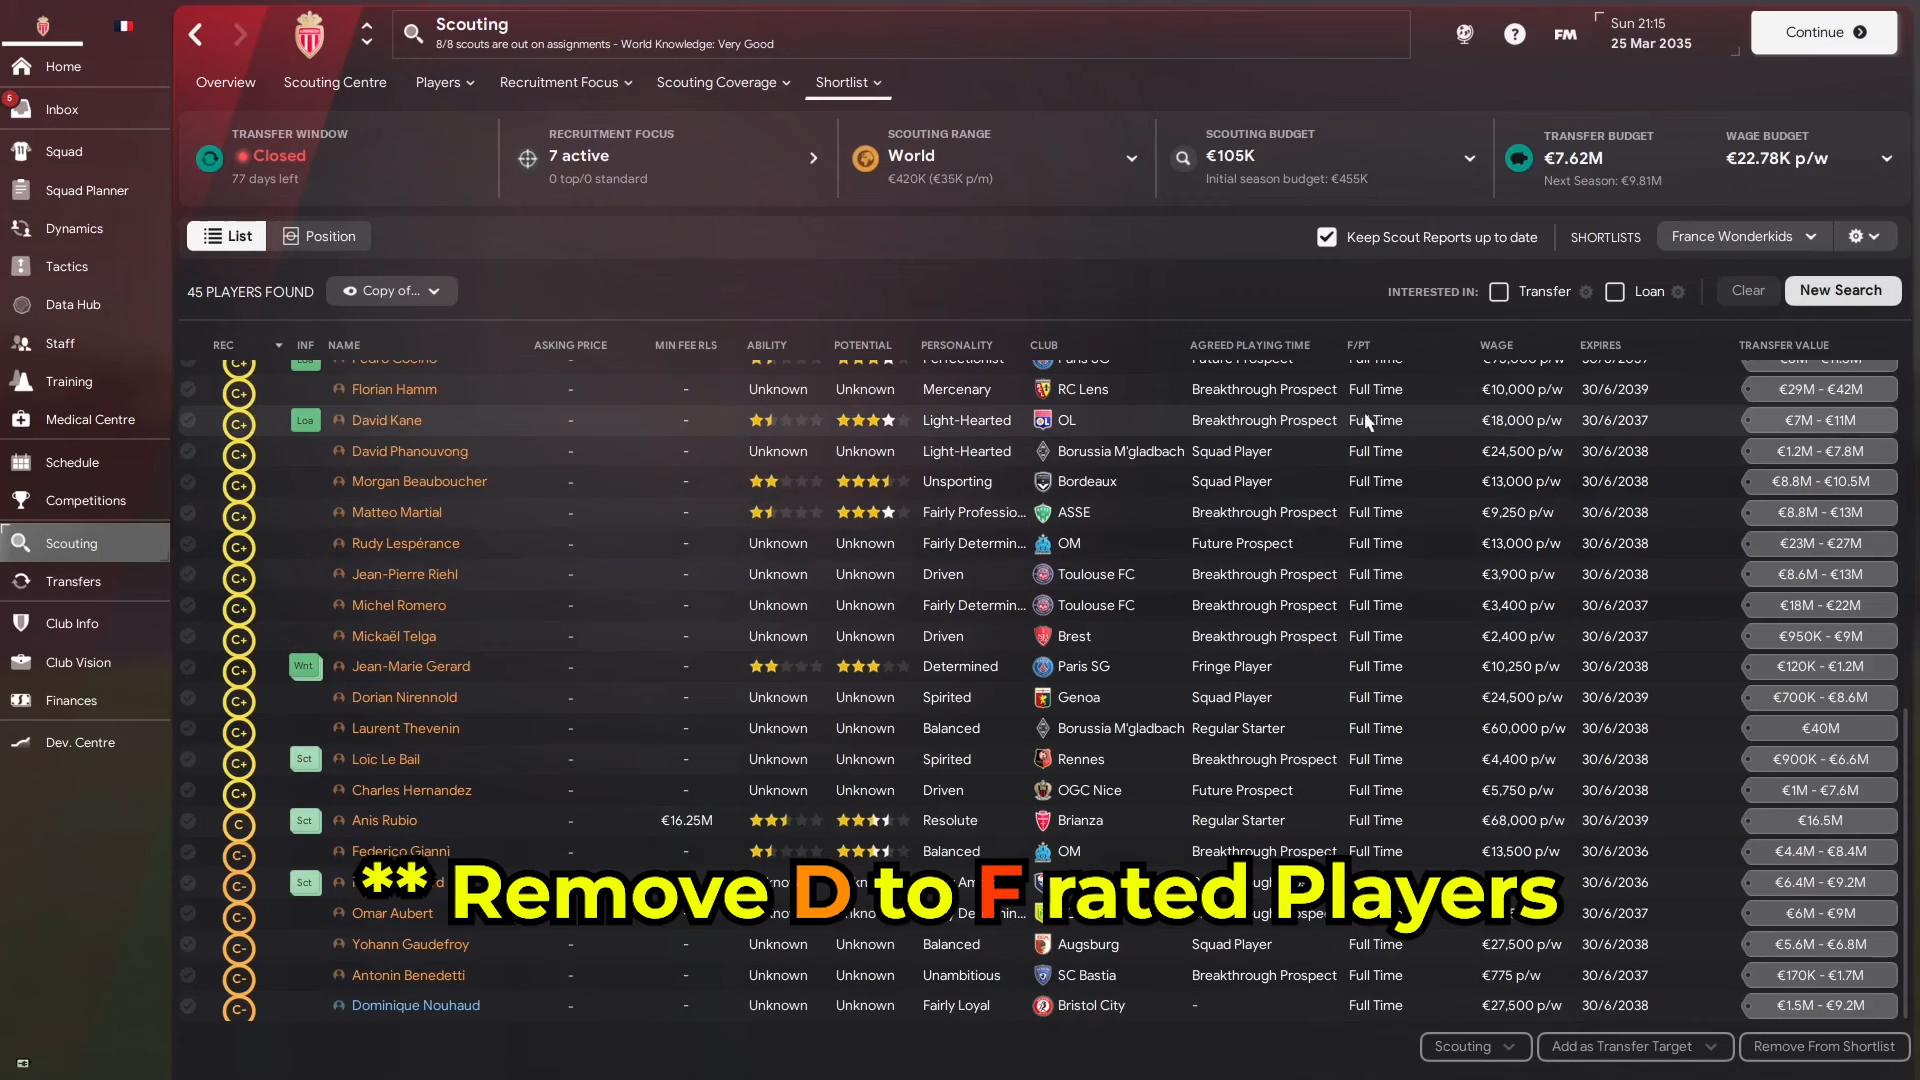 Scouting
8/8 scouts are out on assignments - World Knowledge: Very Good
FM
Sun 21:15
25 Mar 2035
Continue
Home
5
Inbox
Squad
Squad Planner
Dynamics
Tactics
Data Hub
Staff
Training
Medical Centre
Schedule
Competitions
Scouting
Transfers
Club Info
Club Vision
Finances
Dev. Centre
Overview Scouting Centre Players Recruitment Focus Scouting Coverage Shortlist
TRANSFER WINDOW
Closed
77 days left
RECRUITMENT FOCUS
7 active
0 top/0 standard
SCOUTING RANGE
World
€420K (€35K p/m)
SCOUTING BUDGET
€105K
Initial season budget: €455K
TRANSFER BUDGET
€7.62M
Next Season: €9.81M
WAGE BUDGET
€22.78K p/w
List Position
Keep Scout Reports up to date SHORTLISTS France Wonderkids
45 PLAYERS FOUND Copy of...
INTERESTED IN: Transfer Loan Clear New Search
REC INF NAME ASKING PRICE MIN FEE RLS ABILITY POTENTIAL PERSONALITY CLUB AGREED PLAYING TIME F/PT WAGE EXPIRES TRANSFER VALUE
C+ Florian Hamm - - Unknown Unknown Mercenary RC Lens Breakthrough Prospect Full Time €10,000 p/w 30/6/2039 €29M - €42M
C+ Loa David Kane - - Light-Hearted OL Breakthrough Prospect Full Time €18,000 p/w 30/6/2037 €7M - €11M
C+ David Phanouvong - - Unknown Unknown Light-Hearted Borussia M'gladbach Squad Player Full Time €24,500 p/w 30/6/2038 €1.2M - €7.8M
C+ Morgan Beauboucher - - Unsporting Bordeaux Squad Player Full Time €13,000 p/w 30/6/2038 €8.8M - €10.5M
C+ Matteo Martial - - Fairly Professio... ASSE Breakthrough Prospect Full Time €9,250 p/w 30/6/2038 €8.8M - €13M
C+ Rudy Lespérance - - Unknown Unknown Fairly Determin... OM Future Prospect Full Time €13,000 p/w 30/6/2038 €23M - €27M
C+ Jean-Pierre Riehl - - Unknown Unknown Driven Toulouse FC Breakthrough Prospect Full Time €3,900 p/w 30/6/2038 €8.6M - €13M
C+ Michel Romero - - Unknown Unknown Fairly Determin... Toulouse FC Breakthrough Prospect Full Time €3,400 p/w 30/6/2037 €18M - €22M
C+ Mickaël Telga - - Unknown Unknown Driven Brest Breakthrough Prospect Full Time €2,400 p/w 30/6/2037 €950K - €9M
C+ Wnt Jean-Marie Gerard - - Determined Paris SG Fringe Player Full Time €10,250 p/w 30/6/2038 €120K - €1.2M
C+ Dorian Nirennold - - Unknown Unknown Spirited Genoa Squad Player Full Time €24,500 p/w 30/6/2039 €700K - €8.6M
C+ Laurent Thevenin - - Unknown Unknown Balanced Borussia M'gladbach Regular Starter Full Time €60,000 p/w 30/6/2038 €40M
C+ Sct Loïc Le Bail - - Unknown Unknown Spirited Rennes Breakthrough Prospect Full Time €4,400 p/w 30/6/2038 €900K - €6.6M
C+ Charles Hernandez - - Unknown Unknown Driven OGC Nice Future Prospect Full Time €5,750 p/w 30/6/2038 €1M - €7.6M
C Sct Anis Rubio - €16.25M Resolute Brianza Regular Starter Full Time €68,000 p/w 30/6/2039 €16.5M
C- Federico Gianni - - Balanced OM Breakthrough Prospect Full Time €13,500 p/w 30/6/2036 €4.4M - €8.4M
C- Sct 30/6/2036 €6.4M - €9.2M
** Remove D to F rated Players
C- Omar Aubert 30/6/2037 €6M - €9M
C- Yohann Gaudefroy - - Unknown Unknown Balanced Augsburg Squad Player Full Time €27,500 p/w 30/6/2038 €5.6M - €6.8M
C- Antonin Benedetti - - Unknown Unknown Unambitious SC Bastia Breakthrough Prospect Full Time €775 p/w 30/6/2037 €170K - €1.7M
C- Dominique Nouhaud - - Unknown Unknown Fairly Loyal Bristol City - Full Time €27,500 p/w 30/6/2038 €1.5M - €9.2M
Scouting Add as Transfer Target Remove From Shortlist